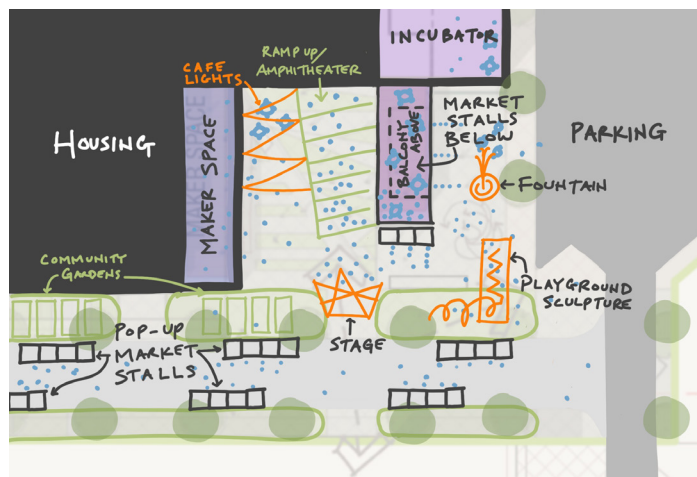 INCUBATOR
RAMP UP/
AMPHITHEATER
CAFE
LIGHTS
MARKET
STALLS
BELOW
PARKING
HOUSING
MAKER SPACE
MAKER SPACE
BALCONY
ABOVE
FOUNTAIN
COMMUNITY
GARDENS
PLAYGROUND
SCULPTURE
POP-UP
MARKET
STALLS
STAGE